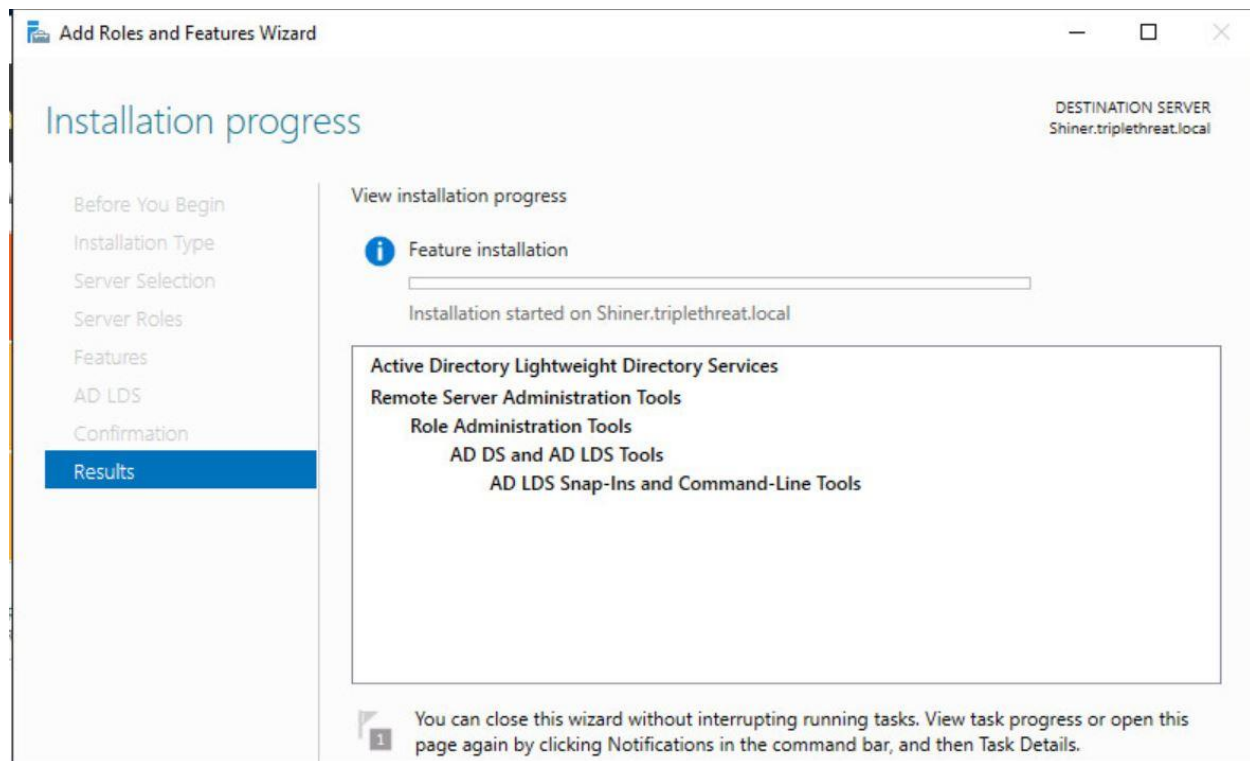 Add Roles and Features Wizard
Installation progress
DESTINATION SERVER
Shiner.triplethreat.local
Before You Begin
Installation Type
Server Selection
Server Roles
Features
AD LDS
Confirmation
Results
View installation progress
Feature installation
Installation started on Shiner.triplethreat.local
Active Directory Lightweight Directory Services
Remote Server Administration Tools
Role Administration Tools
AD DS and AD LDS Tools
AD LDS Snap-Ins and Command-Line Tools
1
You can close this wizard without interrupting running tasks. View task progress or open this
page again by clicking Notifications in the command bar, and then Task Details.